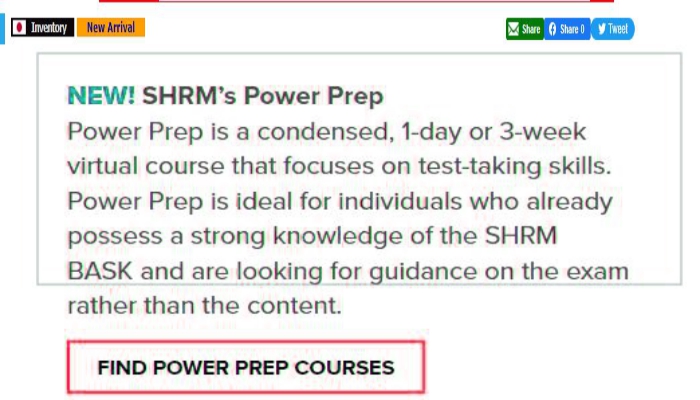 Inventory New Arrival Share Share 0 Tweet
NEW! SHRM's Power Prep
Power Prep is a condensed, 1-day or 3-week
virtual course that focuses on test-taking skills.
Power Prep is ideal for individuals who already
possess a strong knowledge of the SHRM
BASK and are looking for guidance on the exam
rather than the content.
FIND POWER PREP COURSES